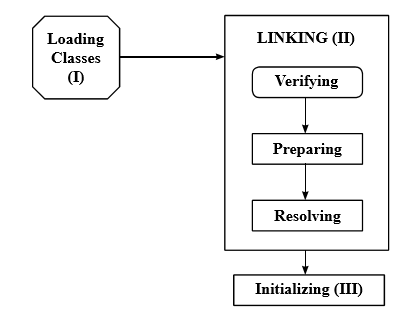 Loading
Classes
(I)
LINKING (II)
Verifying
Preparing
Resolving
Initializing (III)